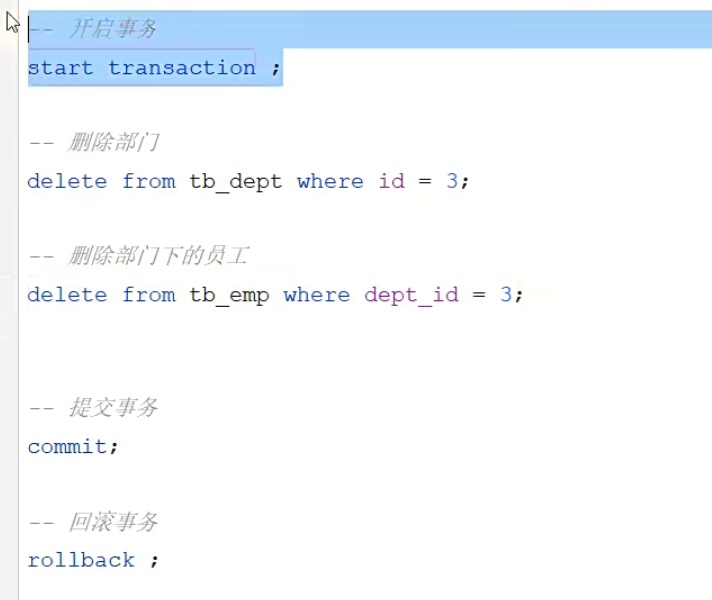 -- 开启事务
start transaction ;
-- 删除部门
delete from tb_dept where id = 3;
-- 删除部门下的员工
delete from tb_emp where dept_id = 3;
-- 提交事务
commit;
-- 回滚事务
rollback ;